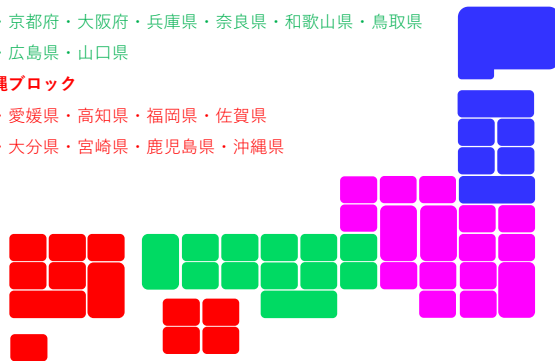 ・京都府・大阪府・兵庫県・奈良県・和歌山県・鳥取県
・広島県・山口県
縄ブロック
・愛媛県・高知県・福岡県・佐賀県
・大分県・宮崎県・鹿児島県・沖縄県